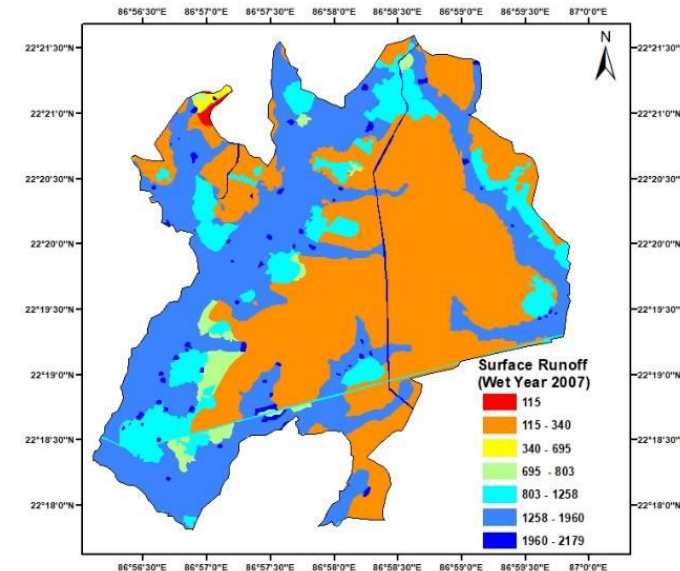 86°56'30"E 86°57'0"E 86°57'30"E 86°58'0"E 86°58'30"E 86°59'0"E 86°59'30"E 87°0'0"E
N
22°21'30"N 22°21'30"N
22°21'0"N 22°21'0"N
22°20'30"N 22°20'30"N
22°20'0"N 22°20'0"N
22°19'30"N 22°19'30"N
22°19'0"N 22°19'0"N
22°18'30"N 22°18'30"N
22°18'0"N 22°18'0"N
Surface Runoff
(Wet Year 2007)
115
115 - 340
340 - 695
695 - 803
803 - 1258
1258 - 1960
1960 - 2179
86°56'30"E 86°57'0"E 86°57'30"E 86°58'0"E 86°58'30"E 86°59'0"E 86°59'30"E 87°0'0"E